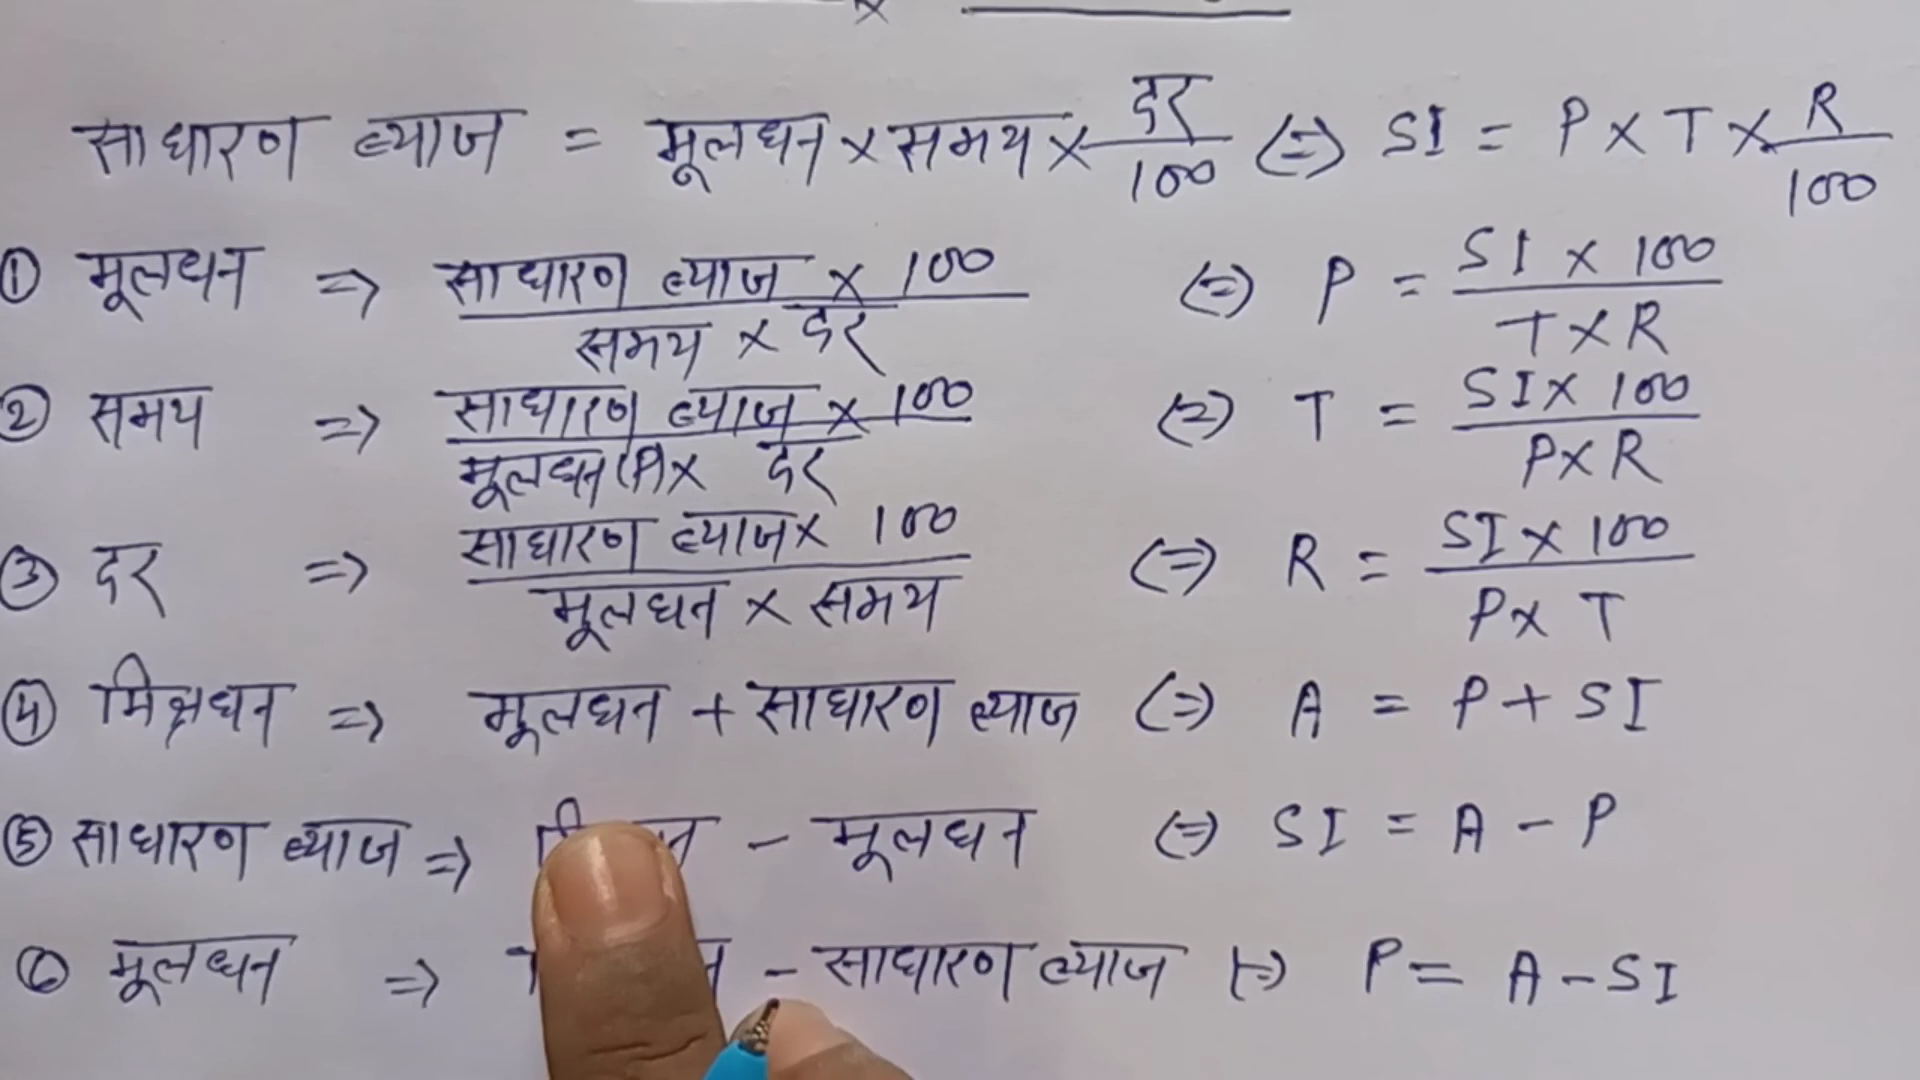 साधारण ब्याज = मूलधन × समय × दर/100 (=) SI = P × T × R/100
① मूलधन => साधारण ब्याज × 100 / समय × दर (=) P = SI × 100 / T × R
② समय => साधारण ब्याज × 100 / मूलधन (P) × दर (=) T = SI × 100 / P × R
③ दर => साधारण ब्याज × 100 / मूलधन × समय (=) R = SI × 100 / P × T
④ मिश्रधन => मूलधन + साधारण ब्याज (=) A = P + SI
⑤ साधारण ब्याज => - मूलधन (=) SI = A - P
⑥ मूलधन => - साधारण ब्याज (=) P = A - SI